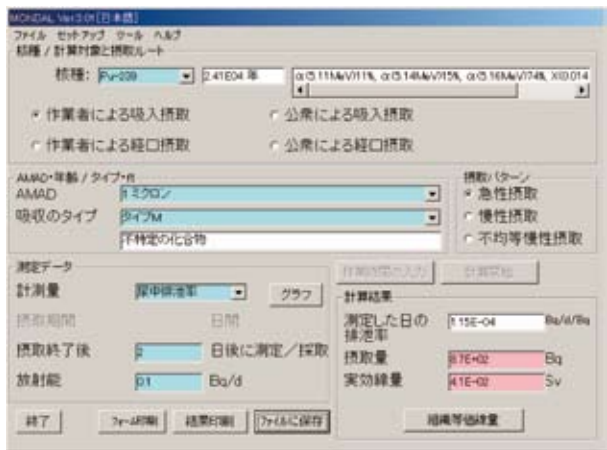 MONDAL Ver3.01[日本語]
ファイル セットアップ ツール ヘルプ
核種 / 計算対象と摂取ルート
核種: Pu-239 2.41E04 年 α(5.11MeV)11%, α(5.14MeV)15%, α(5.16MeV)74%, X(0.014
作業者による吸入摂取 公衆による吸入摂取
作業者による経口摂取 公衆による経口摂取
AMAD・年齢 / タイプ・f1
AMAD 1ミクロン
吸収のタイプ タイプM
不特定の化合物
摂取パターン
急性摂取
慢性摂取
不均等慢性摂取
測定データ
計測量 尿中排泄率 グラフ
摂取期間 日間
摂取終了後 2 日後に測定/採取
放射能 0.1 Bq/d
作業時間の入力 計算開始
計算結果
測定した日の排泄率 1.15E-04 Bq/d/Bq
摂取量 8.7E+02 Bq
実効線量 4.1E-02 Sv
終了 フォーム印刷 結果印刷 ファイルに保存 組織等価線量